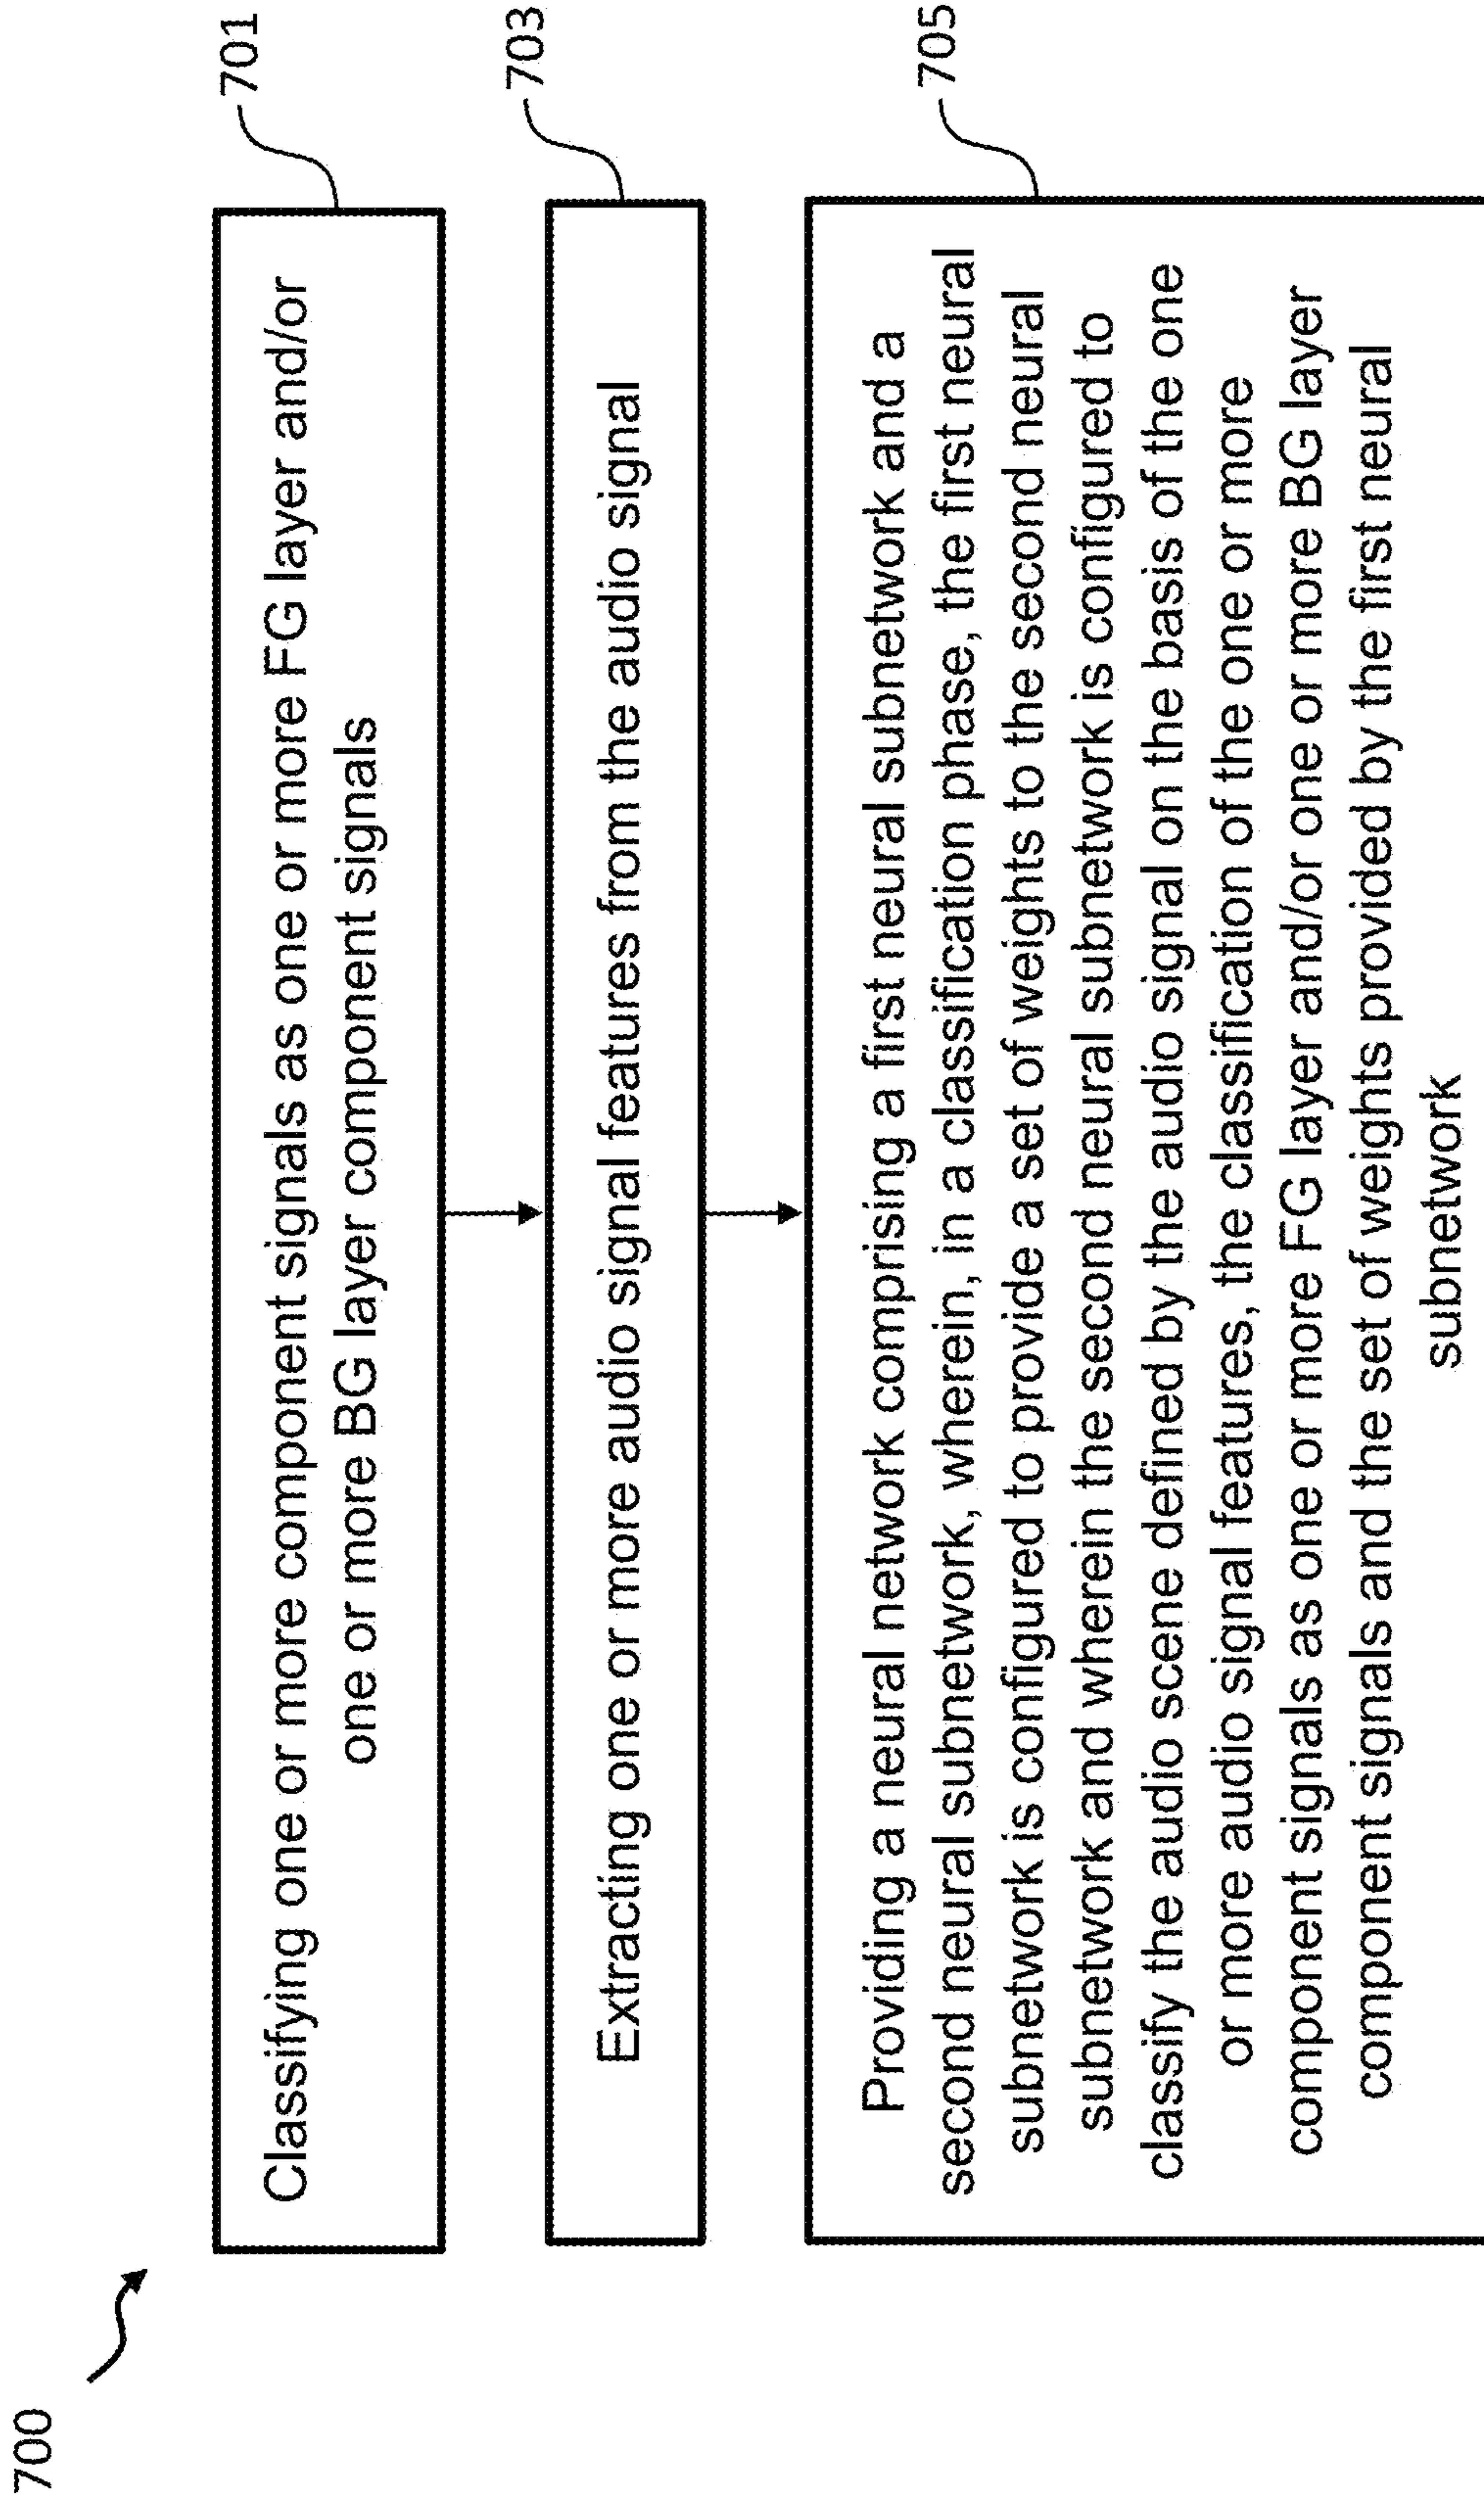 700
Classifying one or more component signals as one or more FG layer and/or
one or more BG layer component signals
701
Extracting one or more audio signal features from the audio signal
703
Providing a neural network comprising a first neural subnetwork and a
second neural subnetwork, wherein, in a classification phase, the first neural
subnetwork is configured to provide a set of weights to the second neural
subnetwork and wherein the second neural subnetwork is configured to
classify the audio scene defined by the audio signal on the basis of the one
or more audio signal features, the classification of the one or more
component signals as one or more FG layer and/or one or more BG layer
component signals and the set of weights provided by the first neural
subnetwork
705